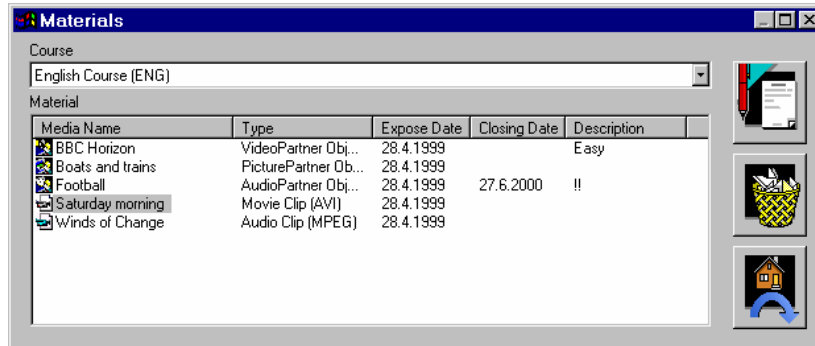 Materials
Course
English Course (ENG)
Material
Media Name Type Expose Date Closing Date Description
BBC Horizon VideoPartner Obj... 28.4.1999 Easy
Boats and trains PicturePartner Ob... 28.4.1999
Football AudioPartner Obj... 28.4.1999 27.6.2000 !!
Saturday morning Movie Clip (AVI) 28.4.1999
Winds of Change Audio Clip (MPEG) 28.4.1999